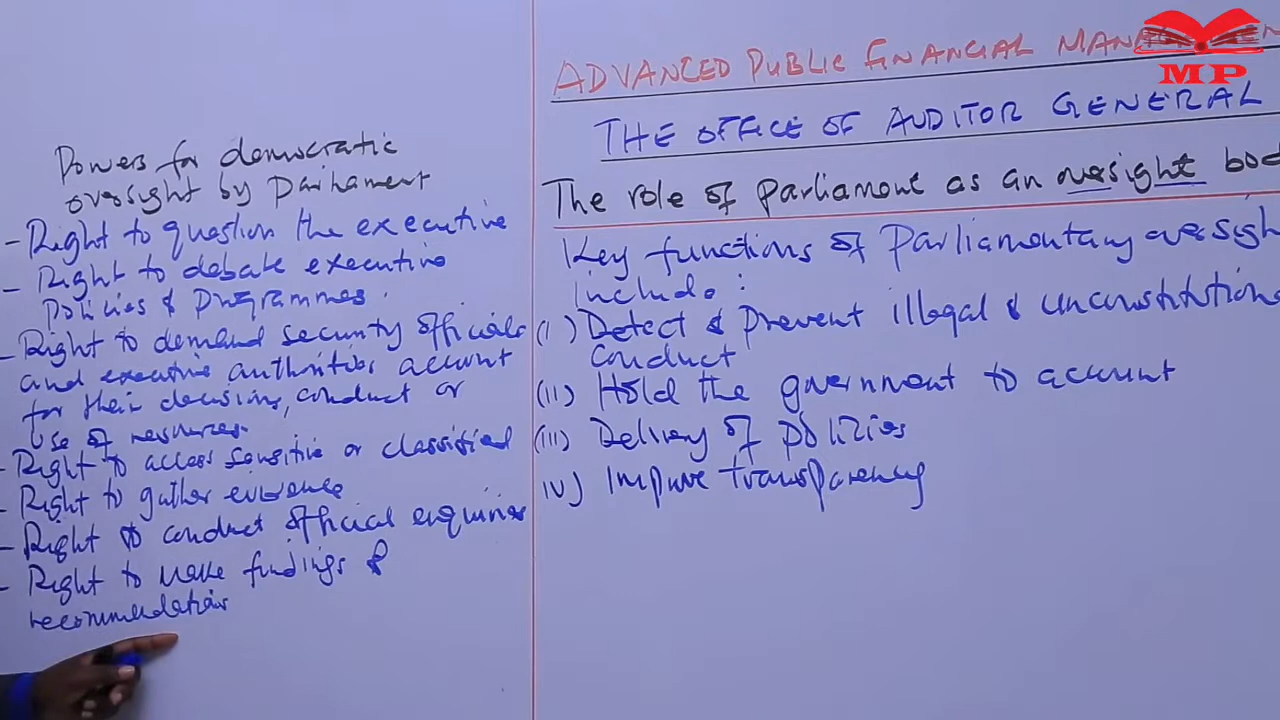 Powers for democratic
oversight by parliament
- Right to question the executive
- Right to debate executive
policies & programmes.
- Right to demand security officials
and executive authorities account
for their decisions, conduct or
use of resources.
- Right to access sensitive or classified
- Right to gather evidence
- Right to conduct official enquiries
- Right to make findings &
recommendations
MP
ADVANCED PUBLIC FINANCIAL MANAGEMEN
THE OFFICE OF AUDITOR GENERAL
The role of parliament as an oversight bod
Key functions of Parliamentary oversigh
include:
(i) Detect & prevent illegal & unconstitutiona
conduct
(ii) Hold the government to account
(iii) Delivery of policies
iv) Improve transparency